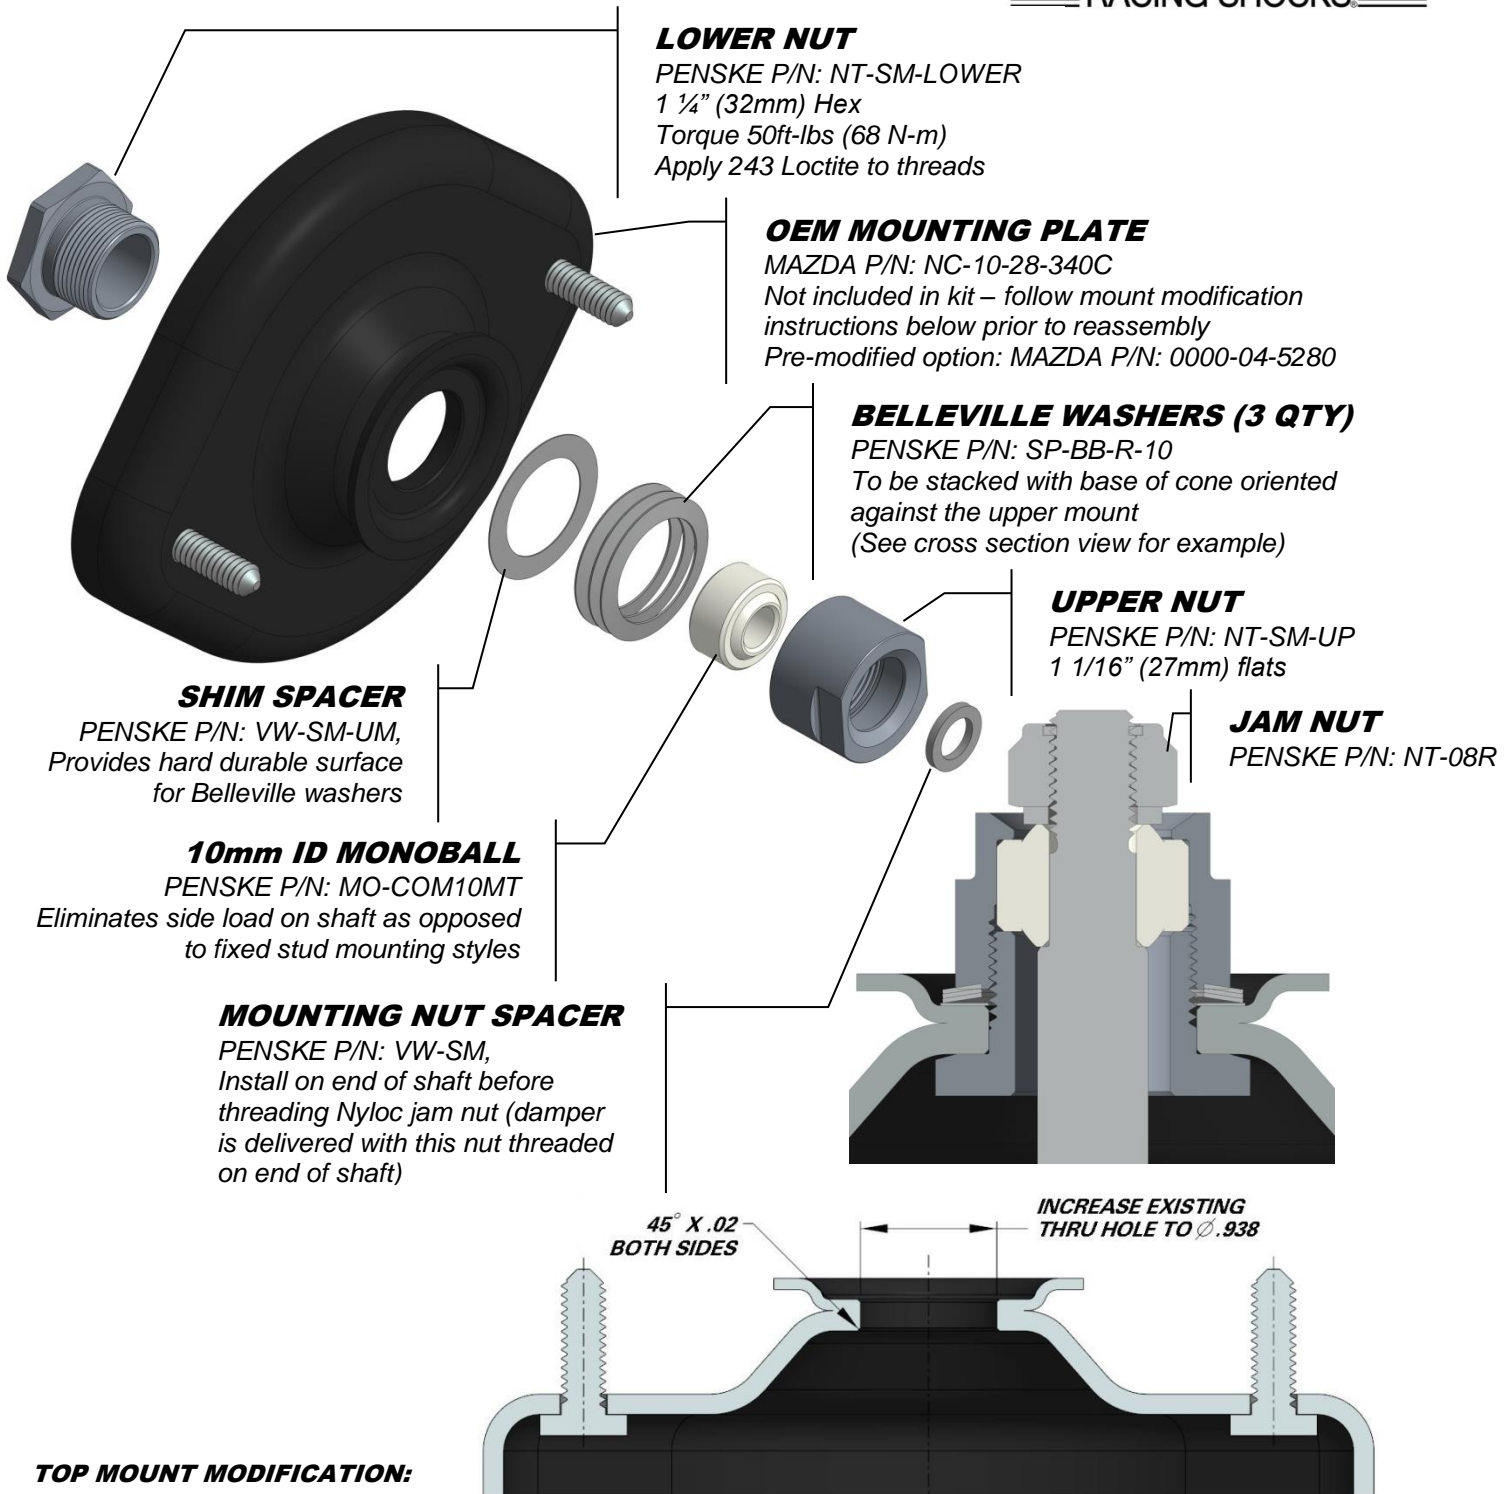 RACING SHOCKS®
LOWER NUT
PENSKE P/N: NT-SM-LOWER
1 ¼” (32mm) Hex
Torque 50ft-lbs (68 N-m)
Apply 243 Loctite to threads
OEM MOUNTING PLATE
MAZDA P/N: NC-10-28-340C
Not included in kit – follow mount modification
instructions below prior to reassembly
Pre-modified option: MAZDA P/N: 0000-04-5280
BELLEVILLE WASHERS (3 QTY)
PENSKE P/N: SP-BB-R-10
To be stacked with base of cone oriented
against the upper mount
(See cross section view for example)
UPPER NUT
PENSKE P/N: NT-SM-UP
1 1/16” (27mm) flats
JAM NUT
PENSKE P/N: NT-08R
SHIM SPACER
PENSKE P/N: VW-SM-UM,
Provides hard durable surface
for Belleville washers
10mm ID MONOBALL
PENSKE P/N: MO-COM10MT
Eliminates side load on shaft as opposed
to fixed stud mounting styles
MOUNTING NUT SPACER
PENSKE P/N: VW-SM,
Install on end of shaft before
threading Nyloc jam nut (damper
is delivered with this nut threaded
on end of shaft)
45° X .02
BOTH SIDES
INCREASE EXISTING
THRU HOLE TO ∅.938
TOP MOUNT MODIFICATION: